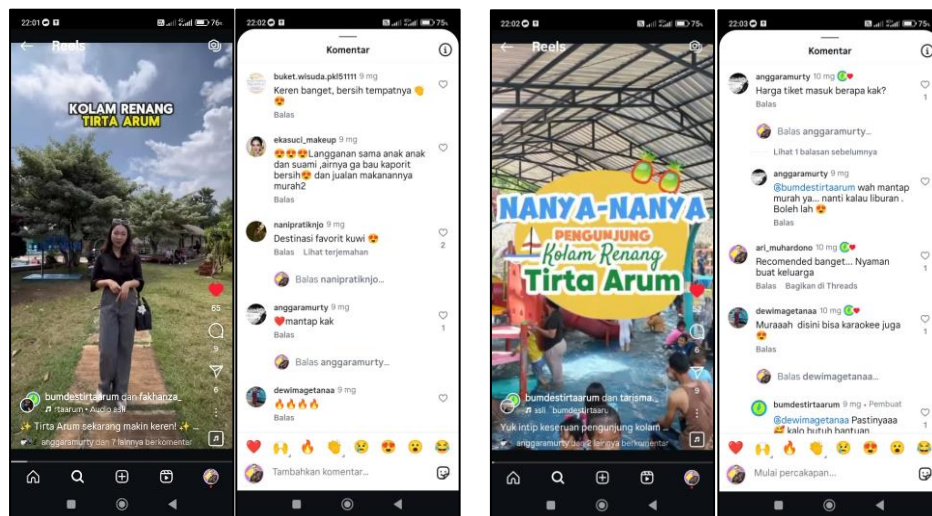 22:01
76%
Reels
KOLAM RENANG
TIRTA ARUM
65
9
6
bumdestirtaarum dan fakhanza_
rtaarum • Audio asli
✨ Tirta Arum sekarang makin keren! ✨ ...
anggaramurty dan 7 lainnya berkomentar
22:02
75%
Komentar
buket.wisuda.pkl51111 9 mg
Keren banget, bersih tempatnya 👏
😍
Balas
ekasuci_makeup 9 mg
😍😍😍Langganan sama anak anak
dan suami ,airnya ga bau kaporit
bersih😍 dan jualan makanannya
murah2
Balas
nanipratiknjo 9 mg
Destinasi favorit kuwi 😍
2
Balas Lihat terjemahan
Balas nanipratiknjo...
anggaramurty 9 mg
❤️mantap kak
1
Balas
Balas anggaramurty...
dewimagetanaa 9 mg
🔥🔥🔥🔥
Balas
Tambahkan komentar...
22:02
75%
Reels
NANYA-NANYA
PENGUNJUNG
Kolam Renang
Tirta Arum
52
6
9
bumdestirtaarum dan tarisma...
asli bumdestirtaaru
Yuk intip keseruan pengunjung kolam ...
anggaramurty dan 2 lainnya berkomentar
22:03
75%
Komentar
anggaramurty 10 mg
Harga tiket masuk berapa kak?
1
Balas
Balas anggaramurty...
Lihat 1 balasan sebelumnya
anggaramurty 9 mg
@bumdestirtaarum wah mantap
murah ya... nanti kalau liburan .
Boleh lah 😍
1
Balas
ari_muhardono 10 mg
Recomended banget... Nyaman
buat keluarga
1
Balas Bagikan di Threads
dewimagetanaa 10 mg
Muraaah disini bisa karaokee juga
😍
1
Balas
Balas dewimagetanaa...
bumdestirtaarum 9 mg • Pembuat
@dewimagetanaa Pastinyaaa
🥰 kalo butuh bantuan
1
Mulai percakapan...